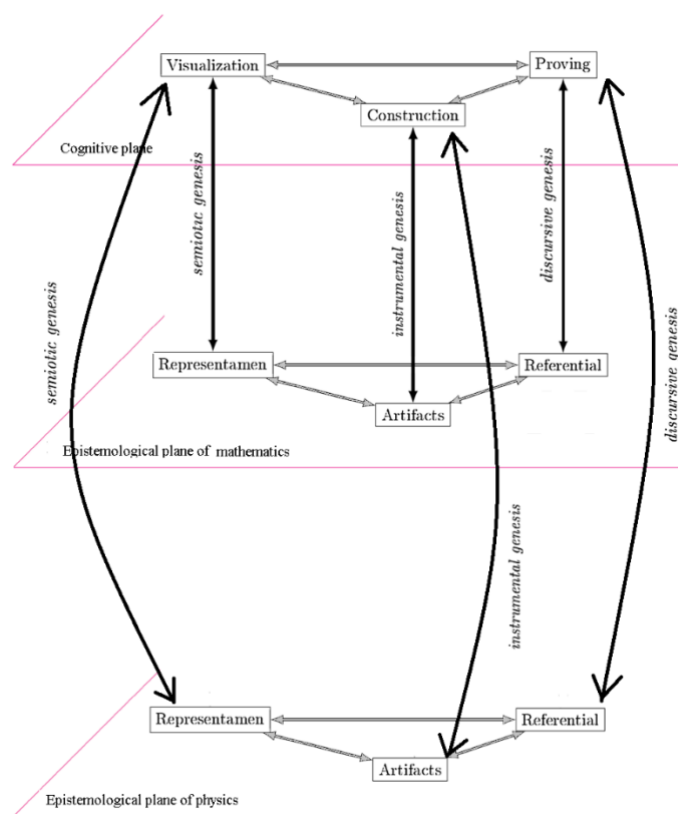 Visualization
Proving
Construction
Cognitive plane
semiotic genesis
instrumental genesis
discursive genesis
semiotic genesis
discursive genesis
Representamen
Referential
Artifacts
Epistemological plane of mathematics
instrumental genesis
Representamen
Referential
Artifacts
Epistemological plane of physics